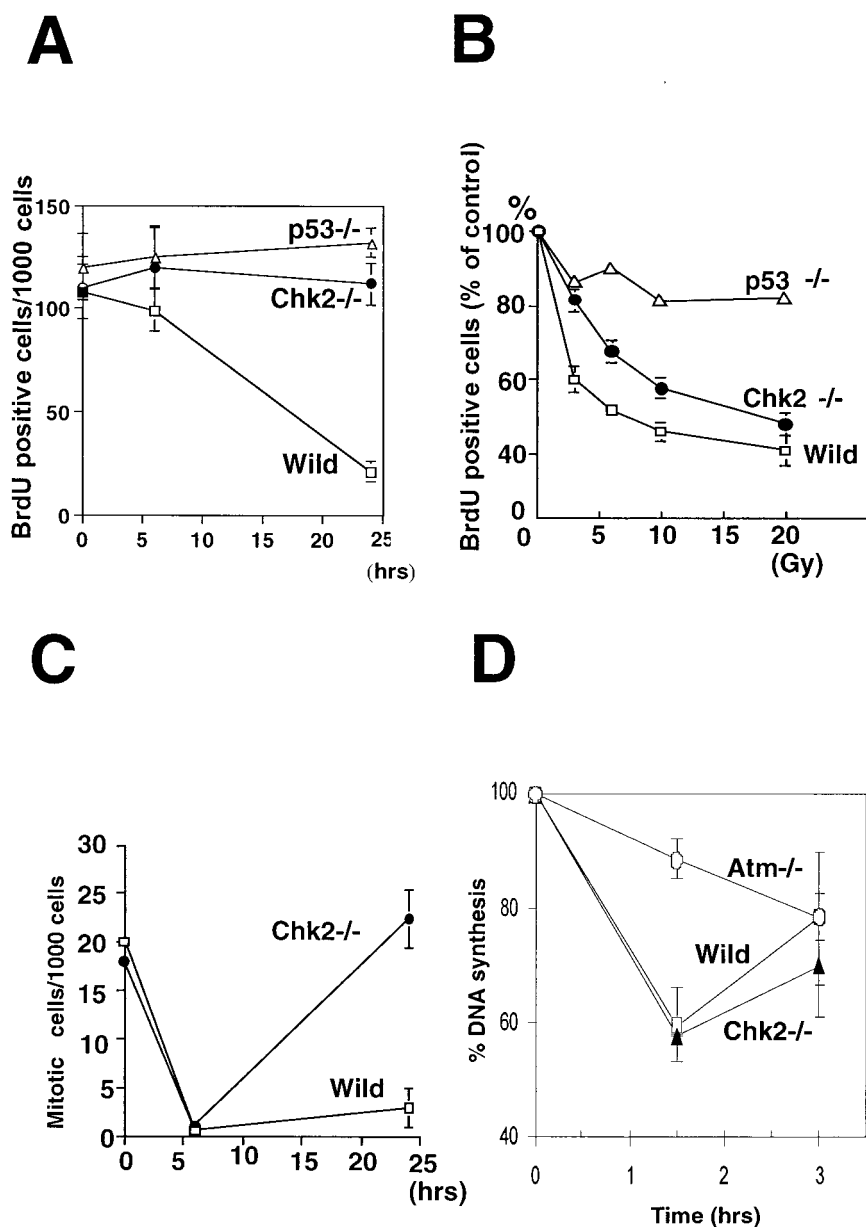 A
BrdU positive cells/1000 cells
150
100
50
0
p53-/-
Chk2-/-
Wild
0 5 10 15 20 25
(hrs)
B
BrdU positive cells (% of control)
%
100
80
60
40
0
p53 -/-
Chk2 -/-
Wild
0 5 10 15 20
(Gy)
C
Mitotic cells/1000 cells
30
25
20
15
10
5
0
Chk2-/-
Wild
0 5 10 15 20 25
(hrs)
D
% DNA synthesis
100
80
60
40
Atm-/-
Wild
Chk2-/-
0 1 2 3
Time (hrs)